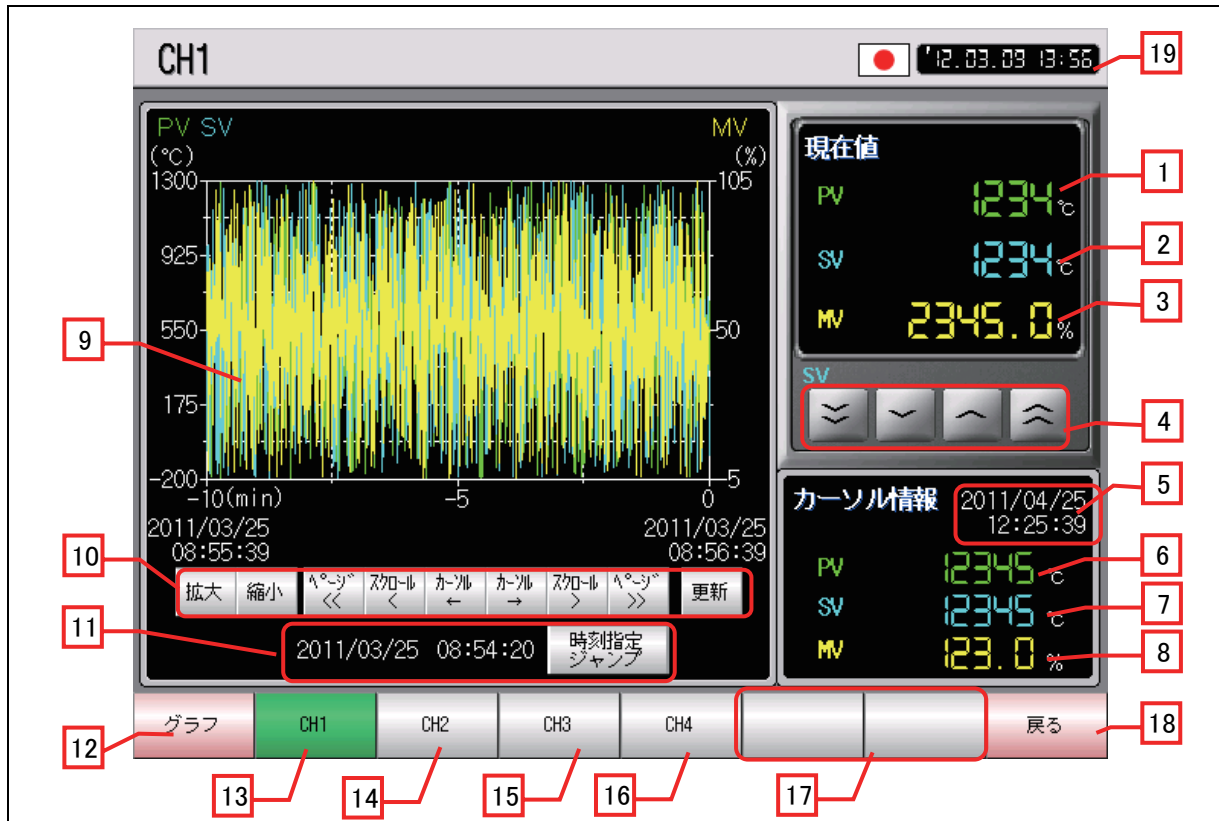 CH1
'12.03.09 13:56
19
PV SV
MV
(℃)
(%)
1300
105
925
550
50
175
-200
-5
-10(min)
-5
0
2011/03/25
08:55:39
2011/03/25
08:56:39
9
10
拡大
縮小
ページ
<<
スクロール
<
カーソル
←
カーソル
→
スクロール
>
ページ
>>
更新
11
2011/03/25 08:54:20
時刻指定
ジャンプ
現在値
PV 1234℃
1
SV 1234℃
2
MV 2345.0%
3
SV
4
カーソル情報
2011/04/25
12:25:39
5
PV 12345℃
6
SV 12345℃
7
MV 123.0%
8
グラフ
CH1
CH2
CH3
CH4
戻る
12
13
14
15
16
17
18